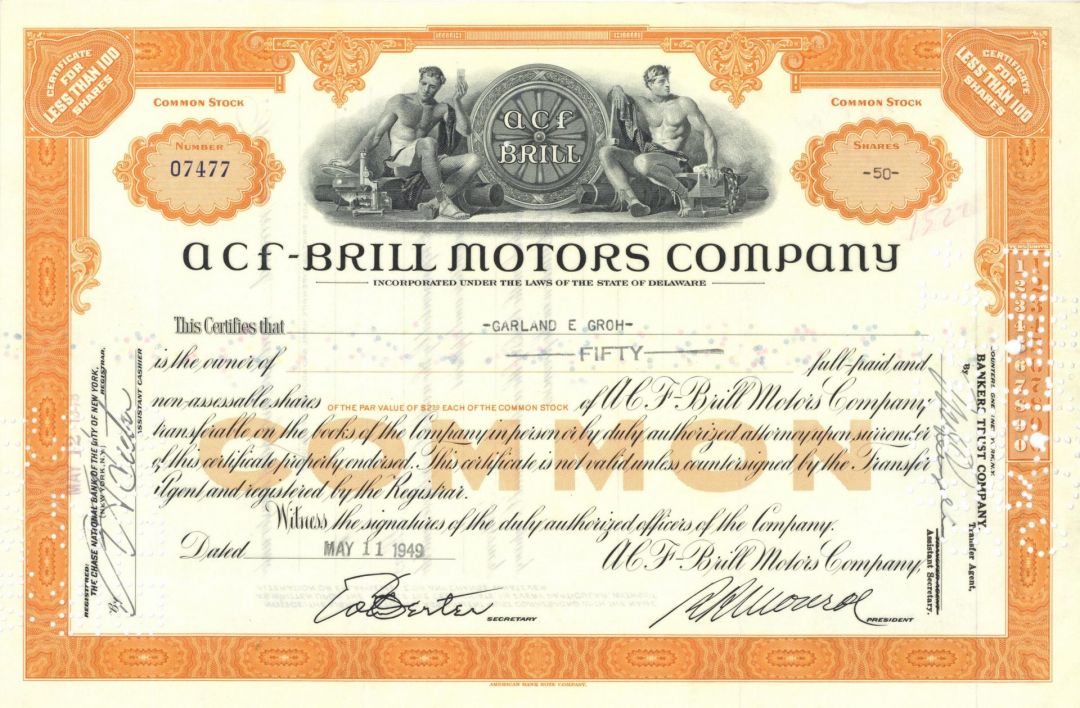 CERTIFICATE
FOR
LESS THAN 100
SHARES
CERTIFICATE
FOR
LESS THAN 100
SHARES
COMMON STOCK
COMMON STOCK
NUMBER
07477
acf
BRILL
SHARES
-50-
1522
acf-BRILL MOTORS COMPANY
INCORPORATED UNDER THE LAWS OF THE STATE OF DELAWARE
This Certifies that -GARLAND E GROH-
is the owner of FIFTY full-paid and
non-assessable shares OF THE PAR VALUE OF $2.50 EACH OF THE COMMON STOCK of A C F-Brill Motors Company
transferable on the books of the Company in person or by duly authorized attorney upon surrender
of this certificate properly endorsed. This certificate is not valid unless countersigned by the Transfer
Agent and registered by the Registrar.
COMMON
Witness the signatures of the duly authorized officers of the Company.
Dated MAY 11 1949
A C F-Brill Motors Company,
SECRETARY
PRESIDENT
REGISTERED:
THE CHASE NATIONAL BANK OF THE CITY OF NEW YORK,
(NEW YORK, N.Y.) REGISTRAR,
By
ASSISTANT CASHIER
MAY 12
BANKERS TRUST COMPANY,
Transfer Agent,
By
Assistant Secretary.
AMERICAN BANK NOTE COMPANY.